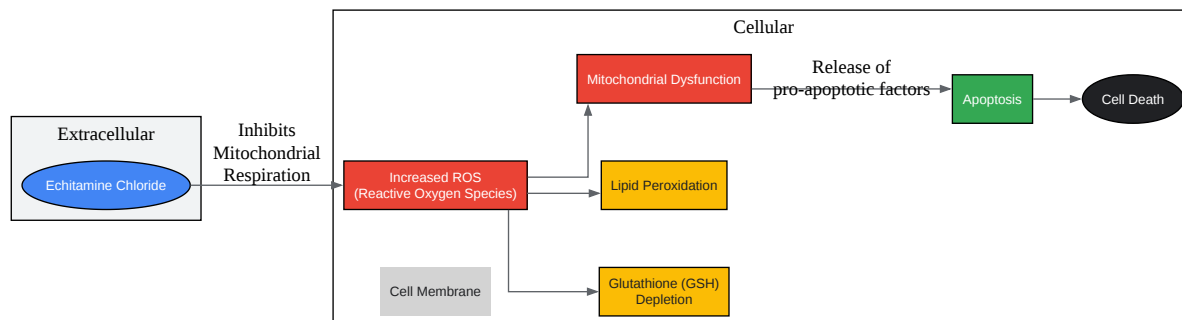 Cellular
Extracellular
Echitamine Chloride
Inhibits
Mitochondrial
Respiration
Increased ROS
(Reactive Oxygen Species)
Mitochondrial Dysfunction
Release of
pro-apoptotic factors
Apoptosis
Cell Death
Lipid Peroxidation
Cell Membrane
Glutathione (GSH)
Depletion